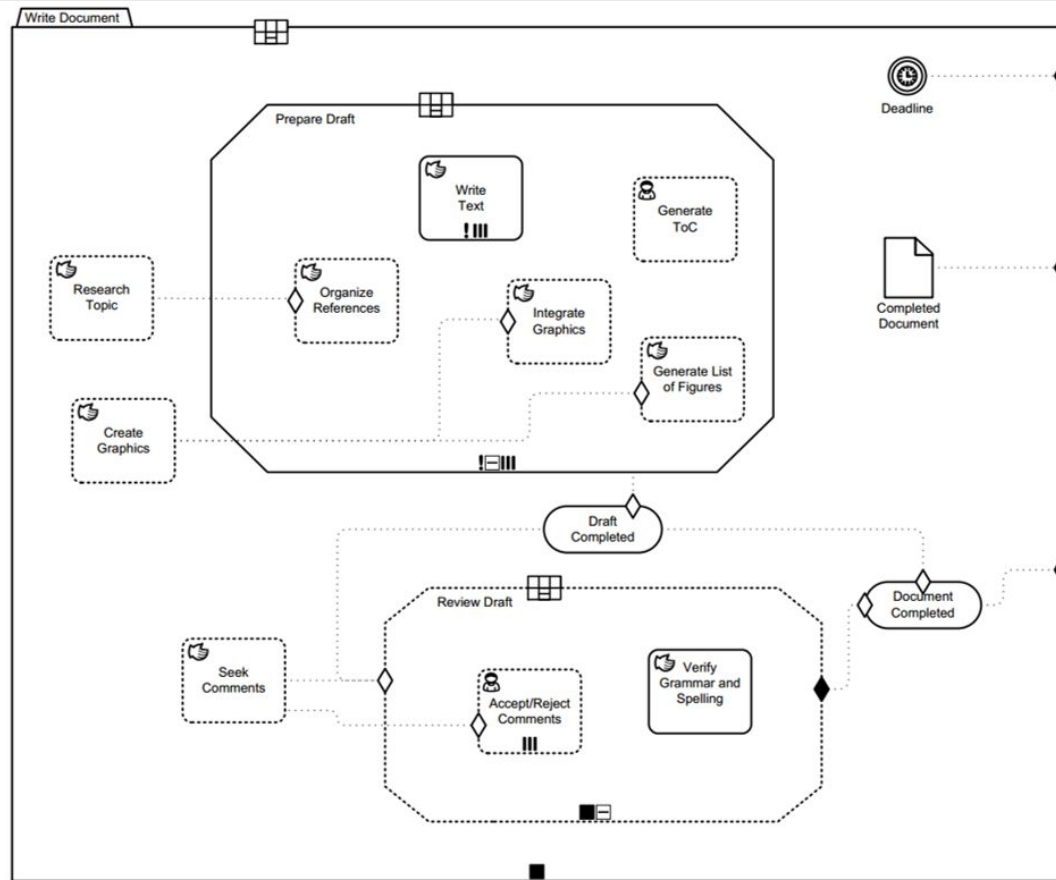 Write Document
Deadline
Prepare Draft
Write
Text
Generate
ToC
Research
Topic
Organize
References
Integrate
Graphics
Completed
Document
Generate List
of Figures
Create
Graphics
Draft
Completed
Review Draft
Document
Completed
Seek
Comments
Accept/Reject
Comments
Verify
Grammar and
Spelling